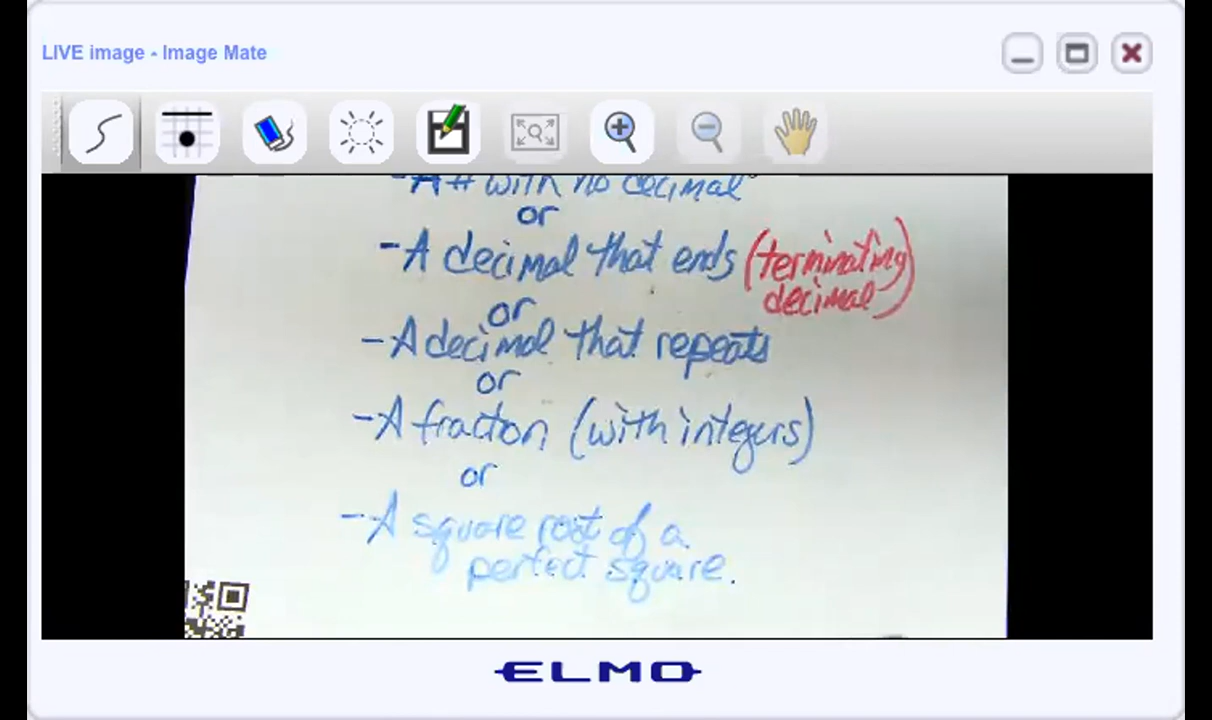 LIVE image - Image Mate
-A # with no decimal
or
-A decimal that ends (terminating
decimal)
or
-A decimal that repeats
or
-A fraction (with integers)
or
-A square root of a
perfect square.
ELMO